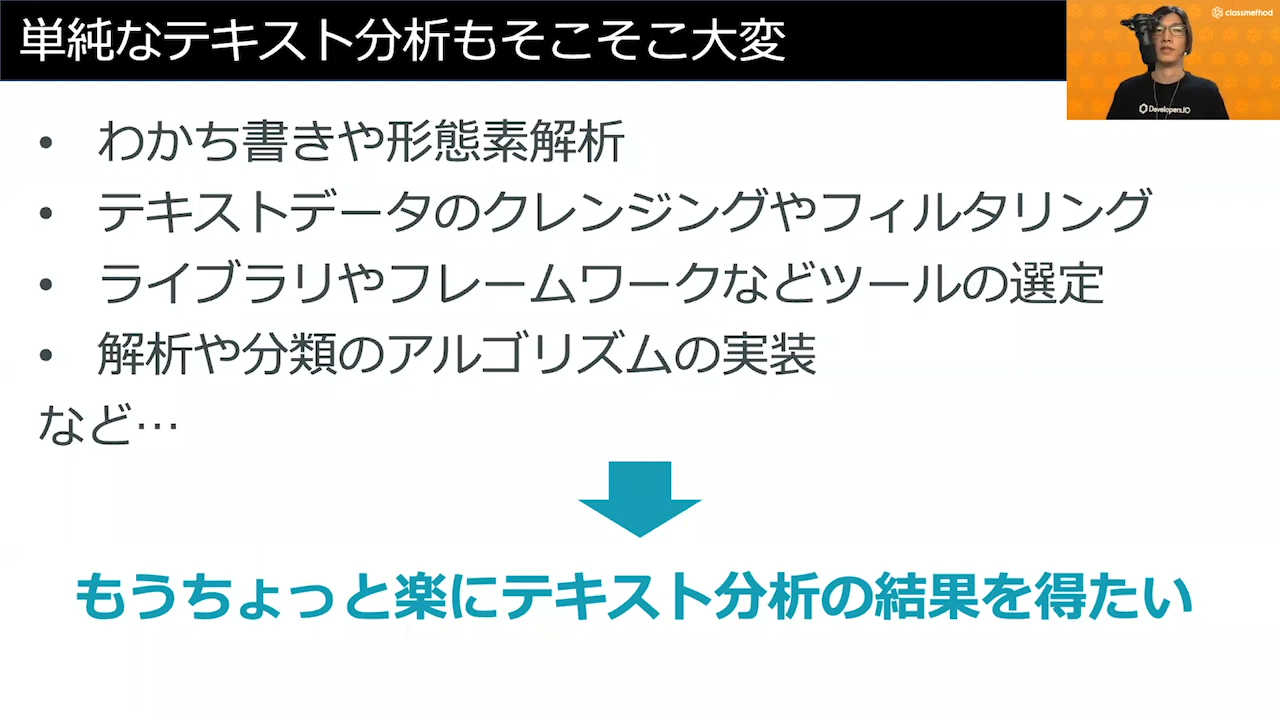 単純なテキスト分析もそこそこ大変
classmethod
Developers.IO
• わかち書きや形態素解析
• テキストデータのクレンジングやフィルタリング
• ライブラリやフレームワークなどツールの選定
• 解析や分類のアルゴリズムの実装
など…
もうちょっと楽にテキスト分析の結果を得たい